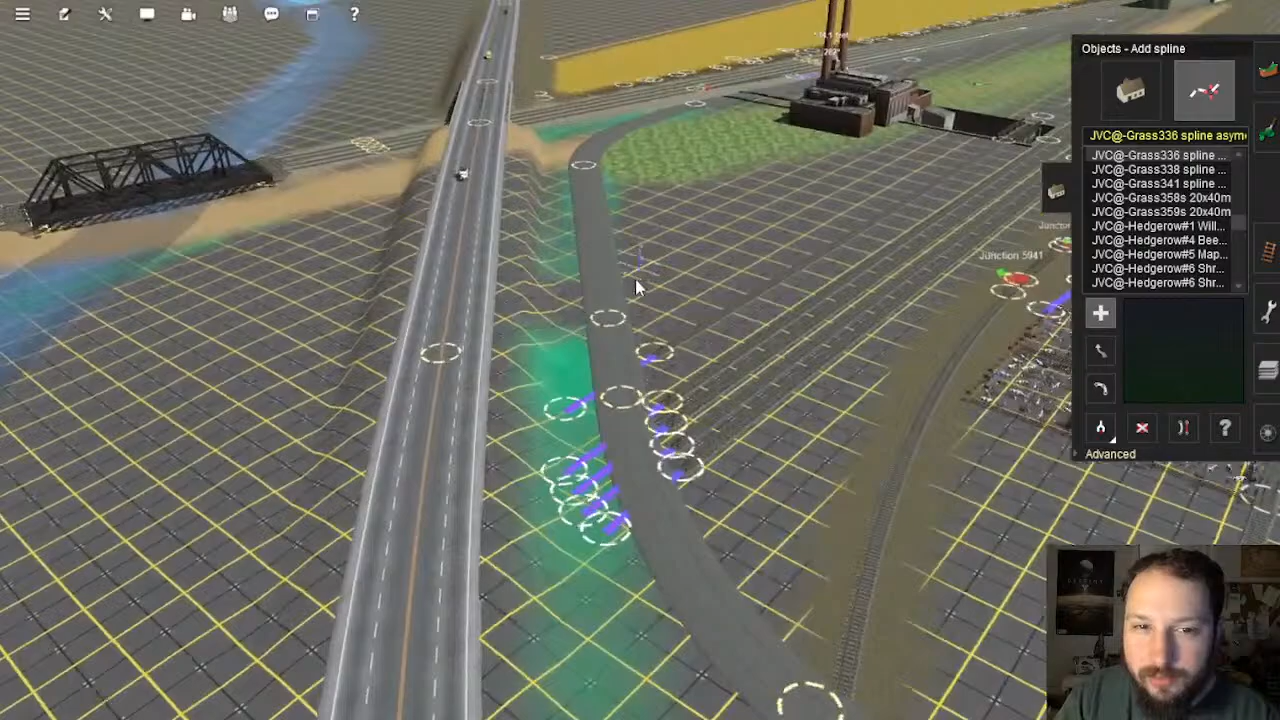 ?
Objects - Add spline
JVC@-Grass336 spline asyme
JVC@-Grass336 spline ...
JVC@-Grass338 spline ...
JVC@-Grass341 spline ...
JVC@-Grass358s 20x40m
JVC@-Grass359s 20x40m
JVC@-Hedgerow#1 Will...
JVC@-Hedgerow#4 Bee...
JVC@-Hedgerow#5 Map...
JVC@-Hedgerow#6 Shr...
JVC@-Hedgerow#6 Shr...
?
Advanced
Junction 5941
DESTINY